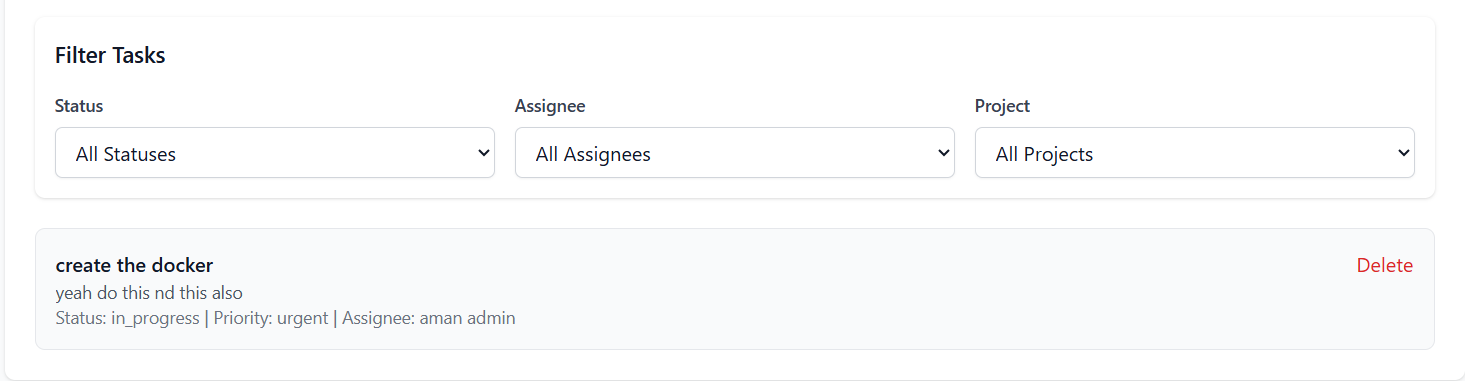 Filter Tasks
Status
Assignee
Project
All Statuses
All Assignees
All Projects
create the docker
Delete
yeah do this nd this also
Status: in_progress | Priority: urgent | Assignee: aman admin